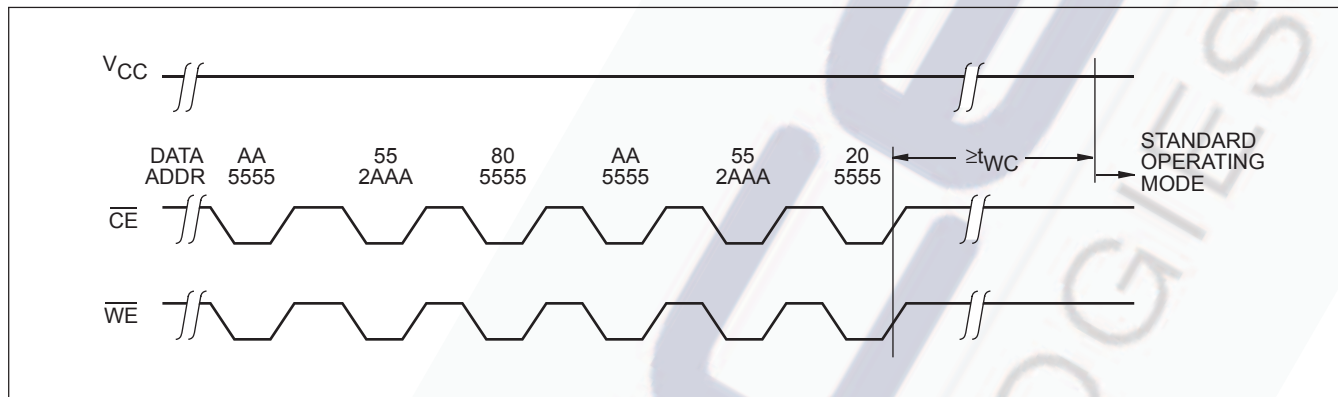 VCC
DATA AA 55 80 AA 55 20
ADDR 5555 2AAA 5555 5555 2AAA 5555
≥tWC
STANDARD
OPERATING
MODE
CE
WE
OGIES